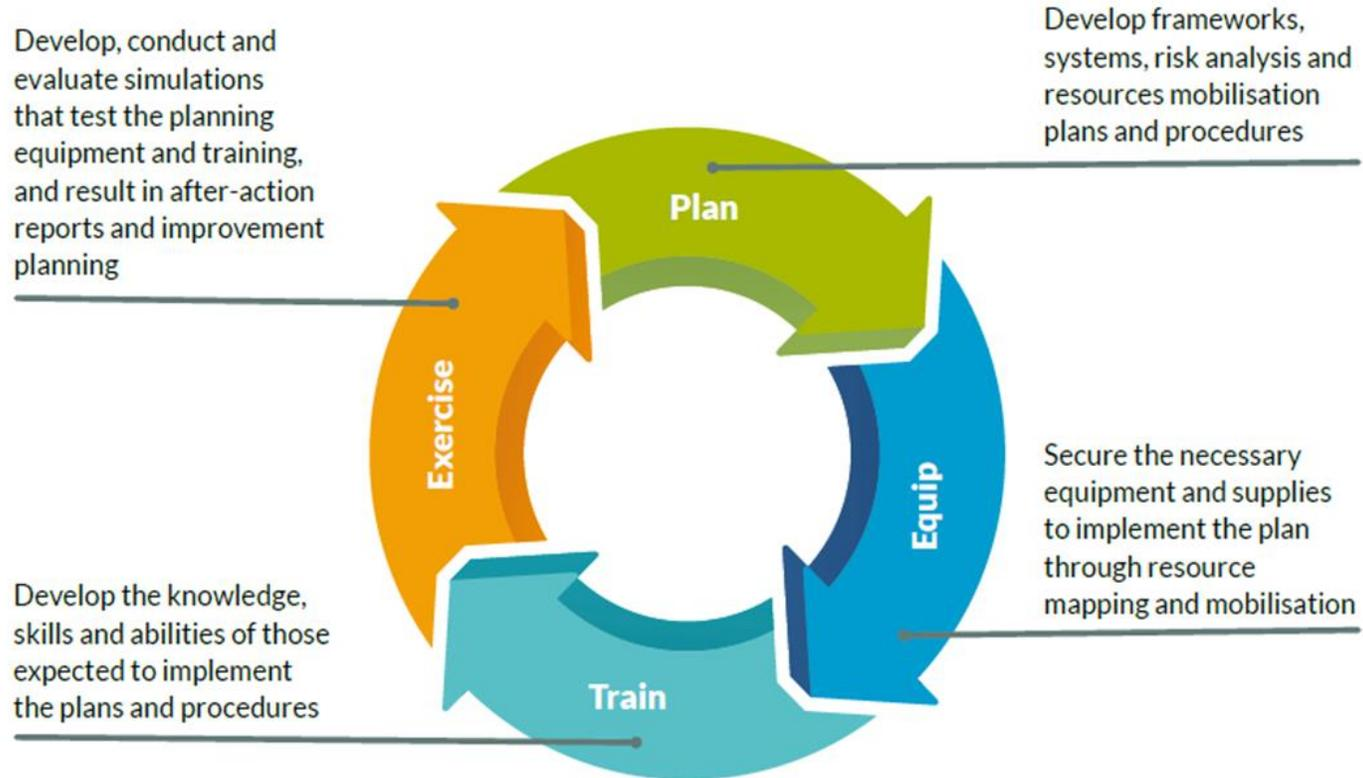 Develop, conduct and
evaluate simulations
that test the planning
equipment and training,
and result in after-action
reports and improvement
planning
Develop frameworks,
systems, risk analysis and
resources mobilisation
plans and procedures
Plan
Exercise
Equip
Secure the necessary
equipment and supplies
to implement the plan
through resource
mapping and mobilisation
Develop the knowledge,
skills and abilities of those
expected to implement
the plans and procedures
Train